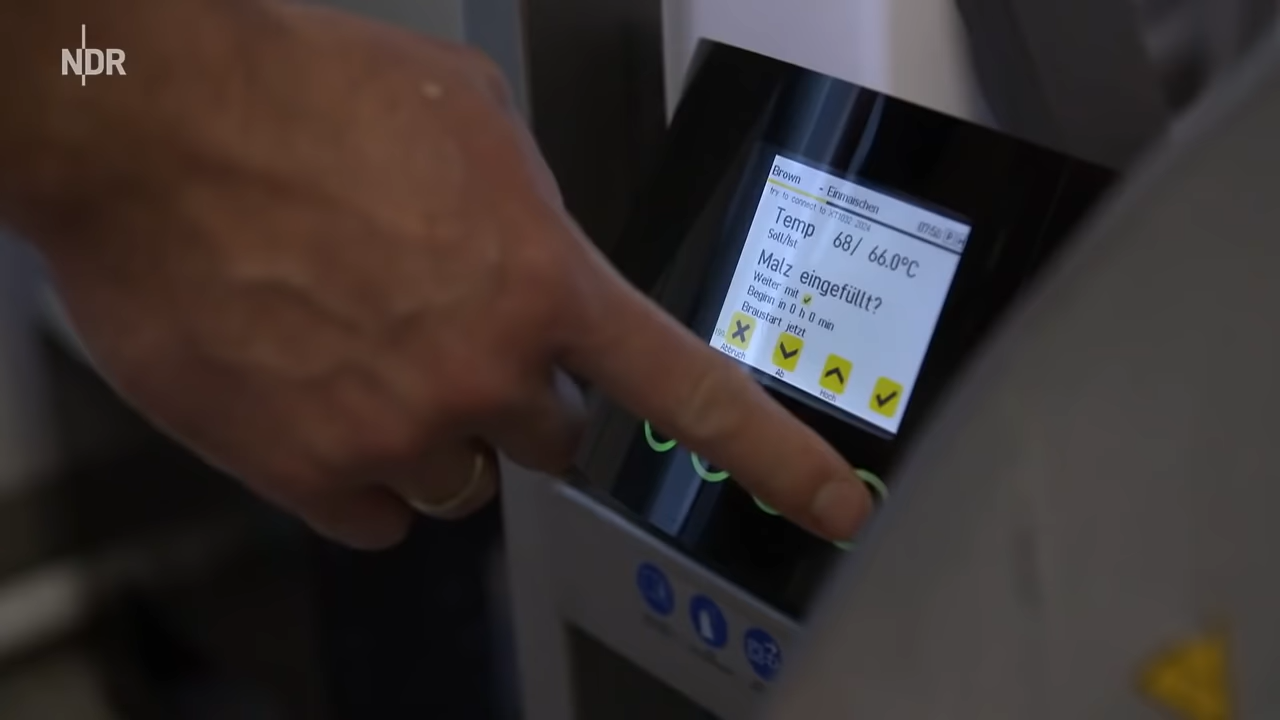 NDR
Brown - Einmaischen
try to connect to
Temp 68/ 66.0°C
Soll/Ist
Malz eingefüllt?
Weiter mit
Beginn in 0 h 0 min
Braustart jetzt
Abbruch
Ab
Hoch